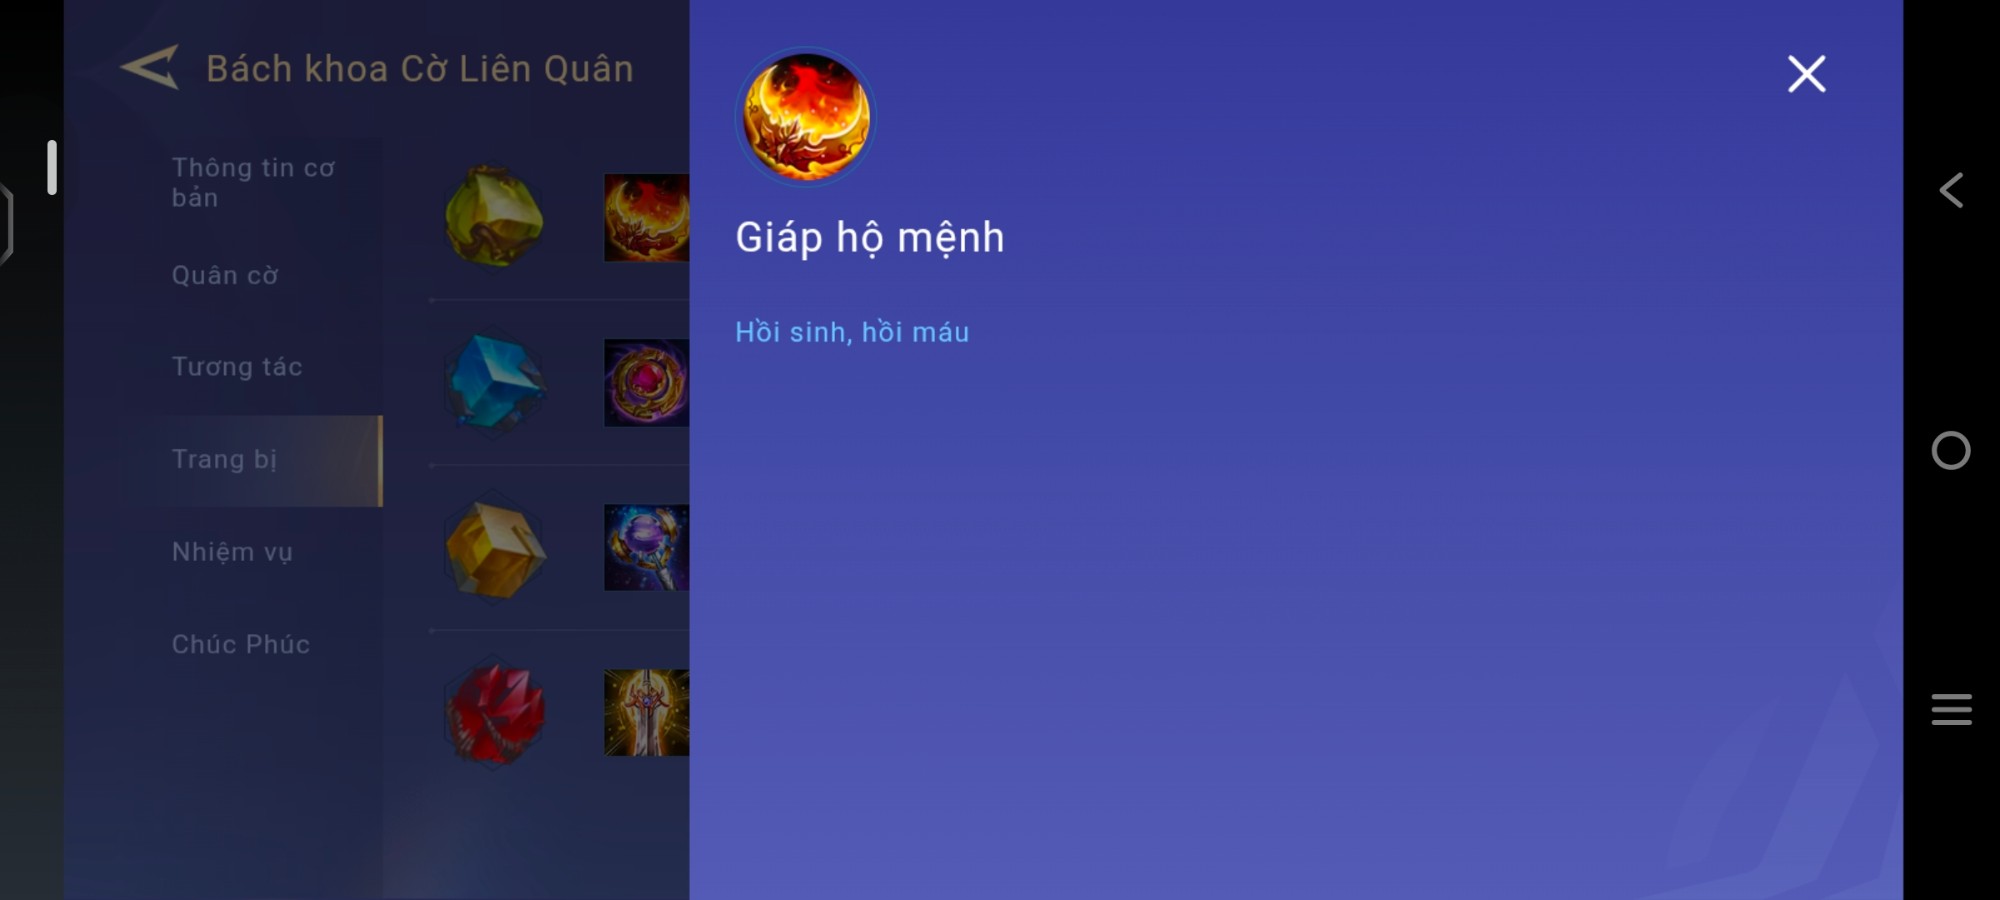 Bách khoa Cờ Liên Quân
Thông tin cơ
bản
Quân cờ
Tương tác
Trang bị
Nhiệm vụ
Chúc Phúc
Giáp hộ mệnh
Hồi sinh, hồi máu